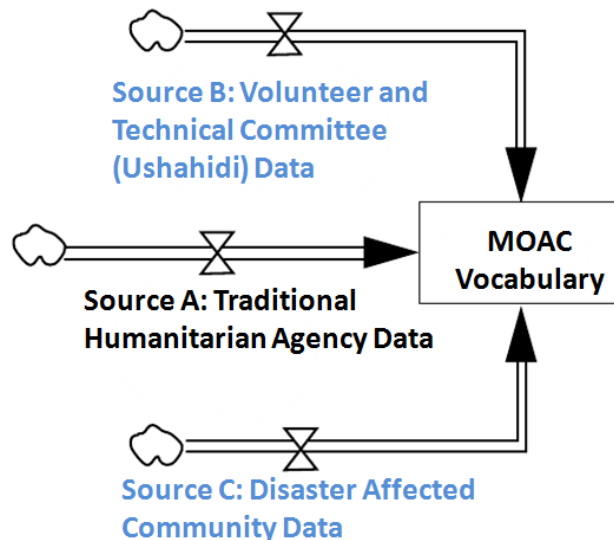 Source B: Volunteer and
Technical Committee
(Ushahidi) Data
MOAC
Vocabulary
Source A: Traditional
Humanitarian Agency Data
Source C: Disaster Affected
Community Data